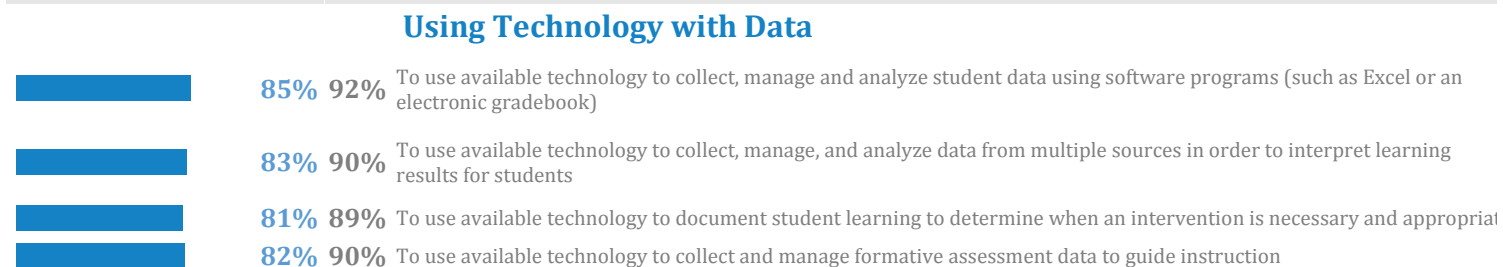 Using Technology with Data
85% 92% To use available technology to collect, manage and analyze student data using software programs (such as Excel or an
electronic gradebook)
83% 90% To use available technology to collect, manage, and analyze data from multiple sources in order to interpret learning
results for students
81% 89% To use available technology to document student learning to determine when an intervention is necessary and appropriat
82% 90% To use available technology to collect and manage formative assessment data to guide instruction